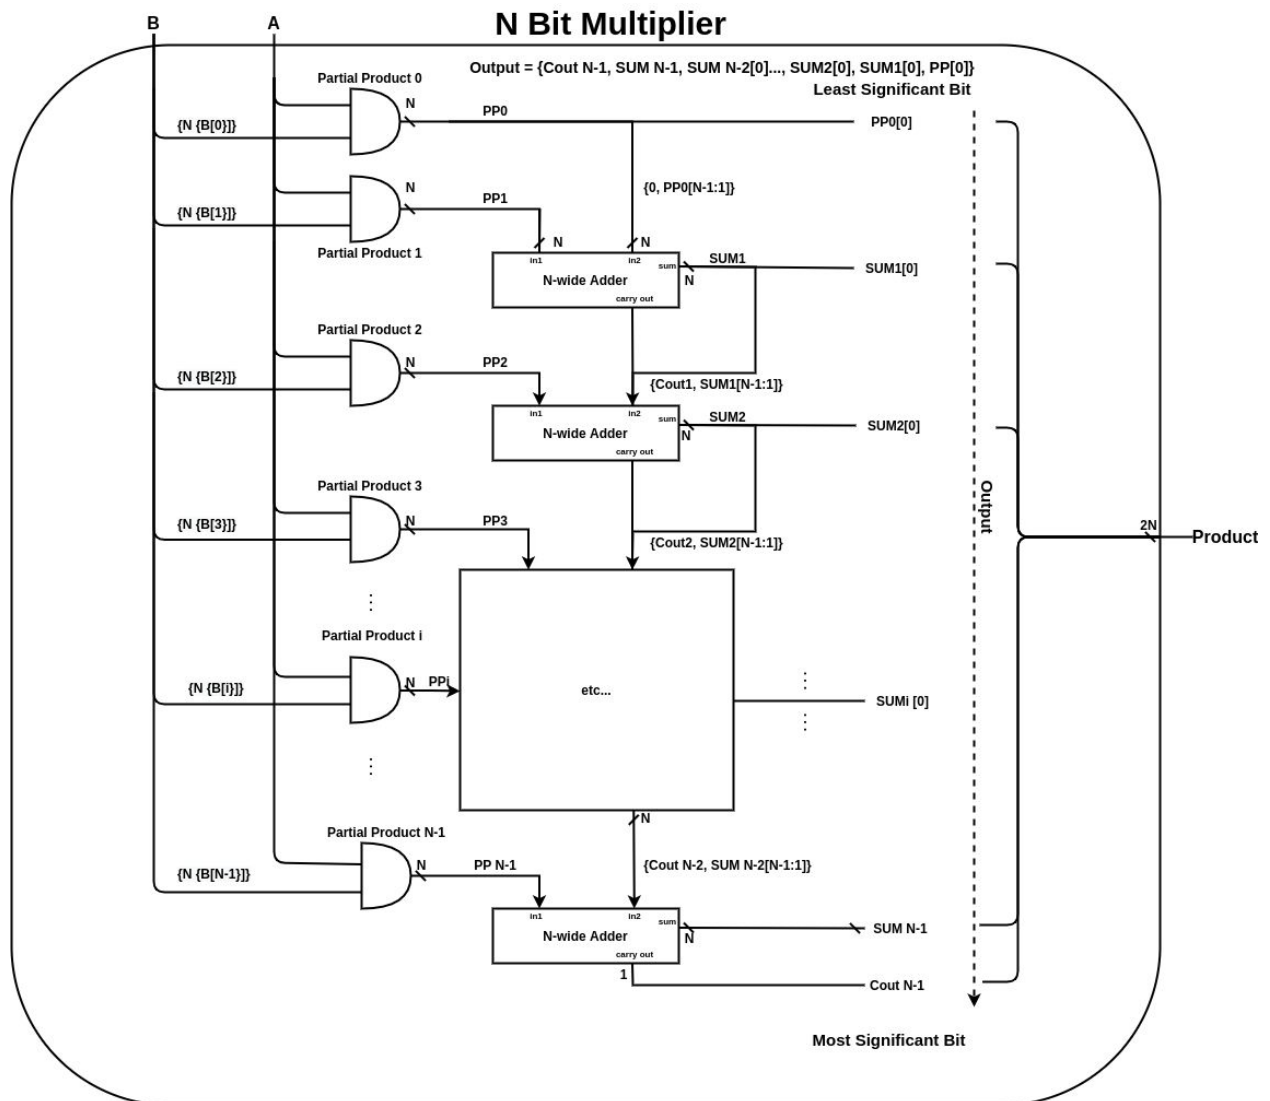 N Bit Multiplier
B
A
Output = {Cout N-1, SUM N-1, SUM N-2[0]..., SUM2[0], SUM1[0], PP[0]}
Least Significant Bit
Partial Product 0
N
PP0
PP0[0]
{N {B[0]]}
{0, PP0[N-1:1]}
N
PP1
{N {B[1]]}
Partial Product 1
N
N
in1
in2
sum
N-wide Adder
carry out
SUM1
N
SUM1[0]
Partial Product 2
N
PP2
{N {B[2]]}
{Cout1, SUM1[N-1:1]}
in1
in2
sum
N-wide Adder
carry out
SUM2
N
SUM2[0]
Partial Product 3
N
PP3
{N {B[3]]}
{Cout2, SUM2[N-1:1]}
Output
2N
Product
⋮
Partial Product i
N
PPi
{N {B[i}]}
etc...
⋮
SUMi [0]
⋮
⋮
N
Partial Product N-1
N
PP N-1
{N {B[N-1}]}
{Cout N-2, SUM N-2[N-1:1]}
in1
in2
sum
N-wide Adder
carry out
N
SUM N-1
1
Cout N-1
Most Significant Bit